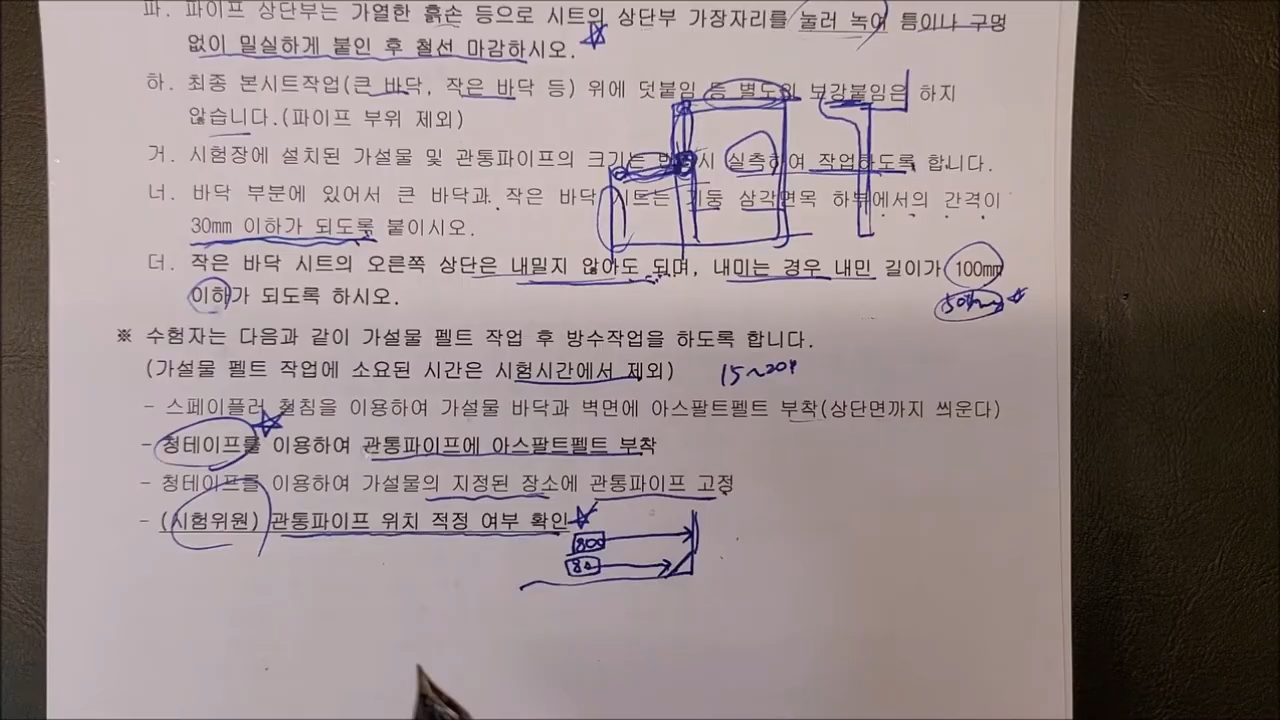 파. 파이프 상단부는 가열한 흙손 등으로 시트의 상단부 가장자리를 눌러 녹여 틈이나 구멍
없이 밀실하게 붙인 후 철선 마감하시오.
하. 최종 본시트작업(큰 바닥, 작은 바닥 등) 위에 덧붙임 등 별도의 보강붙임은 하지
않습니다.(파이프 부위 제외)
거. 시험장에 설치된 가설물 및 관통파이프의 크기는 반드시 실측하여 작업하도록 합니다.
너. 바닥 부분에 있어서 큰 바닥과 작은 바닥 시트는 기둥 삼각면목 하부에서의 간격이
30mm 이하가 되도록 붙이시오.
더. 작은 바닥 시트의 오른쪽 상단은 내밀지 않아도 되며, 내미는 경우 내민 길이가 100mm
이하가 되도록 하시오.
※ 수험자는 다음과 같이 가설물 펠트 작업 후 방수작업을 하도록 합니다.
(가설물 펠트 작업에 소요된 시간은 시험시간에서 제외) 15~20분
- 스페이플러 철침을 이용하여 가설물 바닥과 벽면에 아스팔트펠트 부착(상단면까지 씌운다)
- 청테이프를 이용하여 관통파이프에 아스팔트펠트 부착
- 청테이프를 이용하여 가설물의 지정된 장소에 관통파이프 고정
- (시험위원) 관통파이프 위치 적정 여부 확인